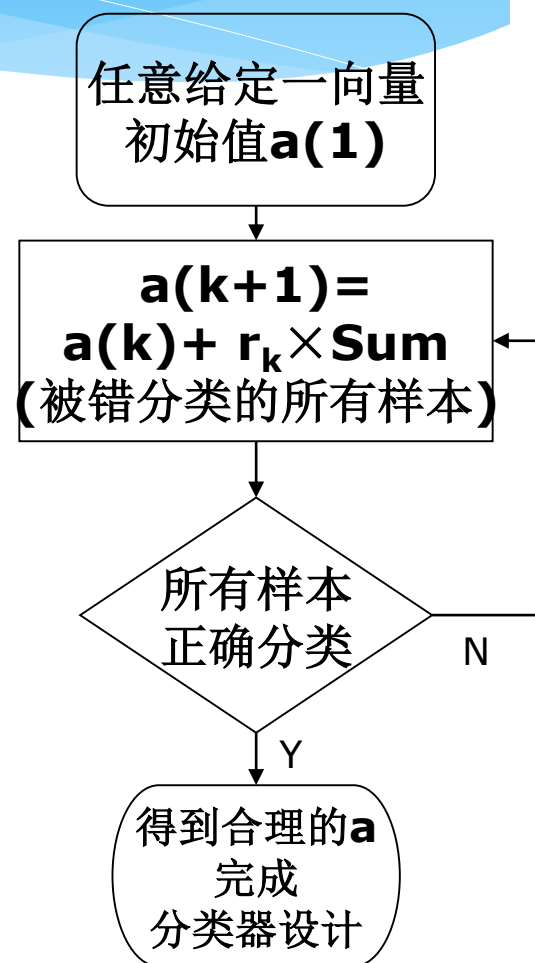 任意给定一向量
初始值a(1)
a(k+1)=
a(k)+ rₖ×Sum
(被错分类的所有样本)
所有样本
正确分类
N
Y
得到合理的a
完成
分类器设计